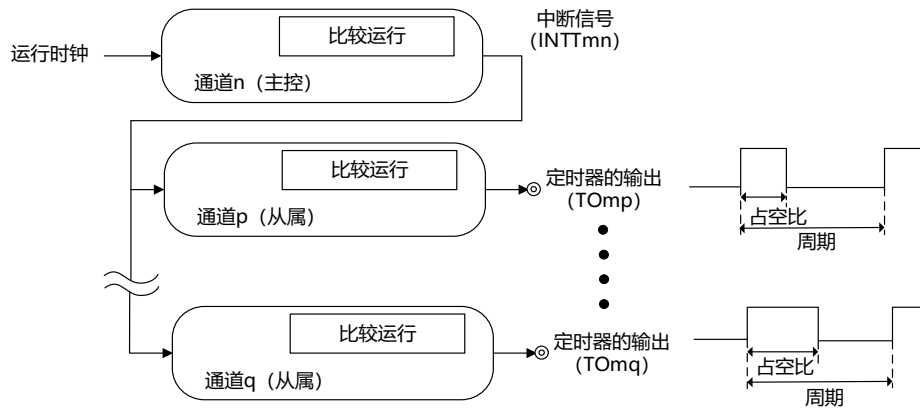 运行时钟
比较运行
通道n（主控）
中断信号
(INTTmn)
比较运行
通道p（从属）
定时器的输出
(TOmp)
占空比
周期
比较运行
通道q（从属）
定时器的输出
(TOmq)
占空比
周期